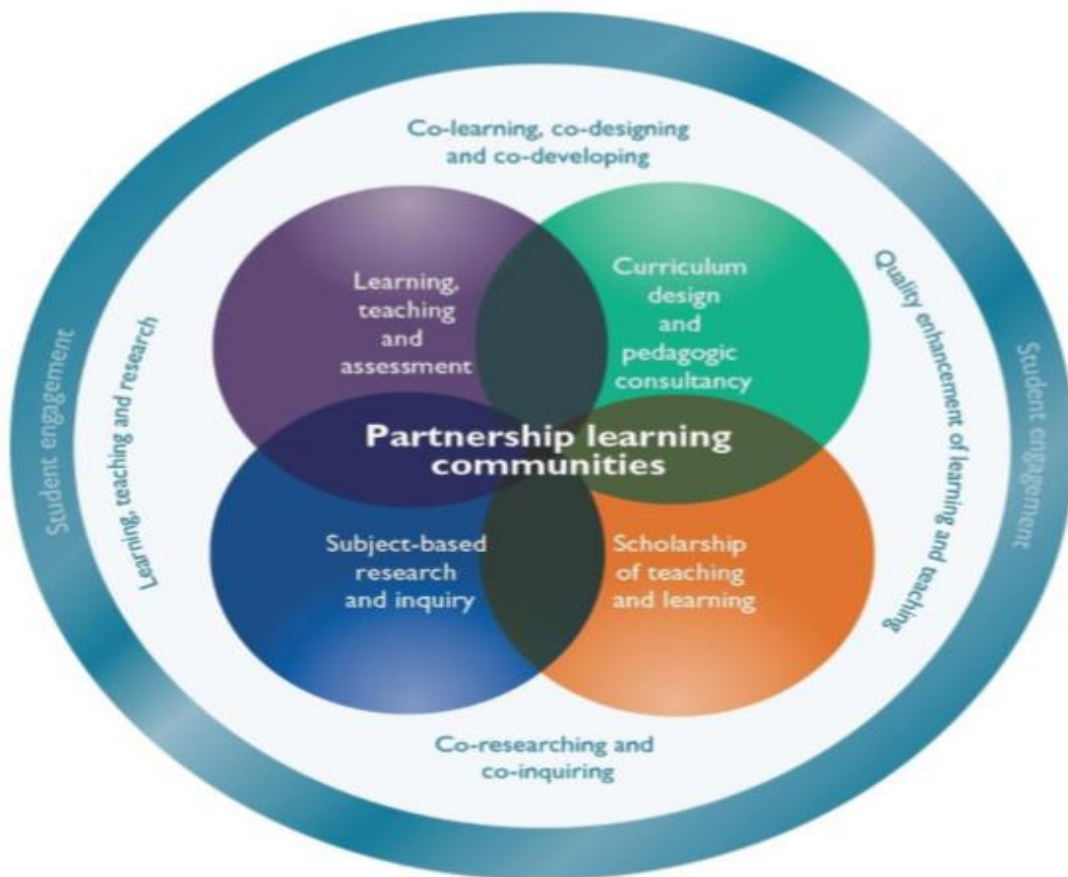 Co-learning, co-designing
and co-developing
Learning,
teaching
and
assessment
Curriculum
design
and
pedagogic
consultancy
Student engagement
Learning, teaching and research
Quality enhancement of learning and teaching
Student engagement
Partnership learning
communities
Subject-based
research
and inquiry
Scholarship
of teaching
and learning
Co-researching and
co-inquiring